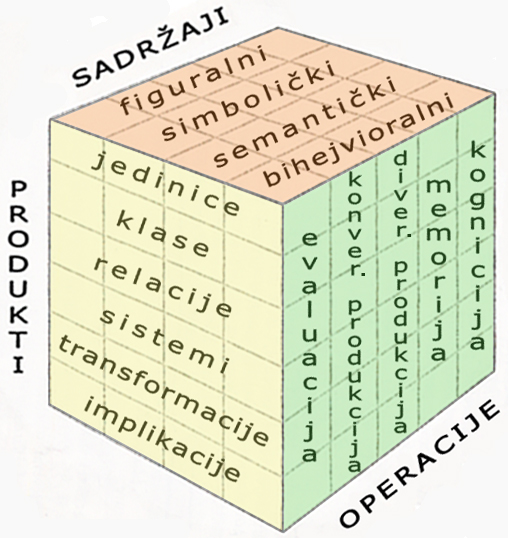 SADRŽAJI
figuralni
simbolički
semantički
bihejvioralni
PRODUKTI
jedinice
klase
relacije
sistemi
transformacije
implikacije
evaluacija
konver. produkcija
diver. produkcija
memorija
kognicija
OPERACIJE